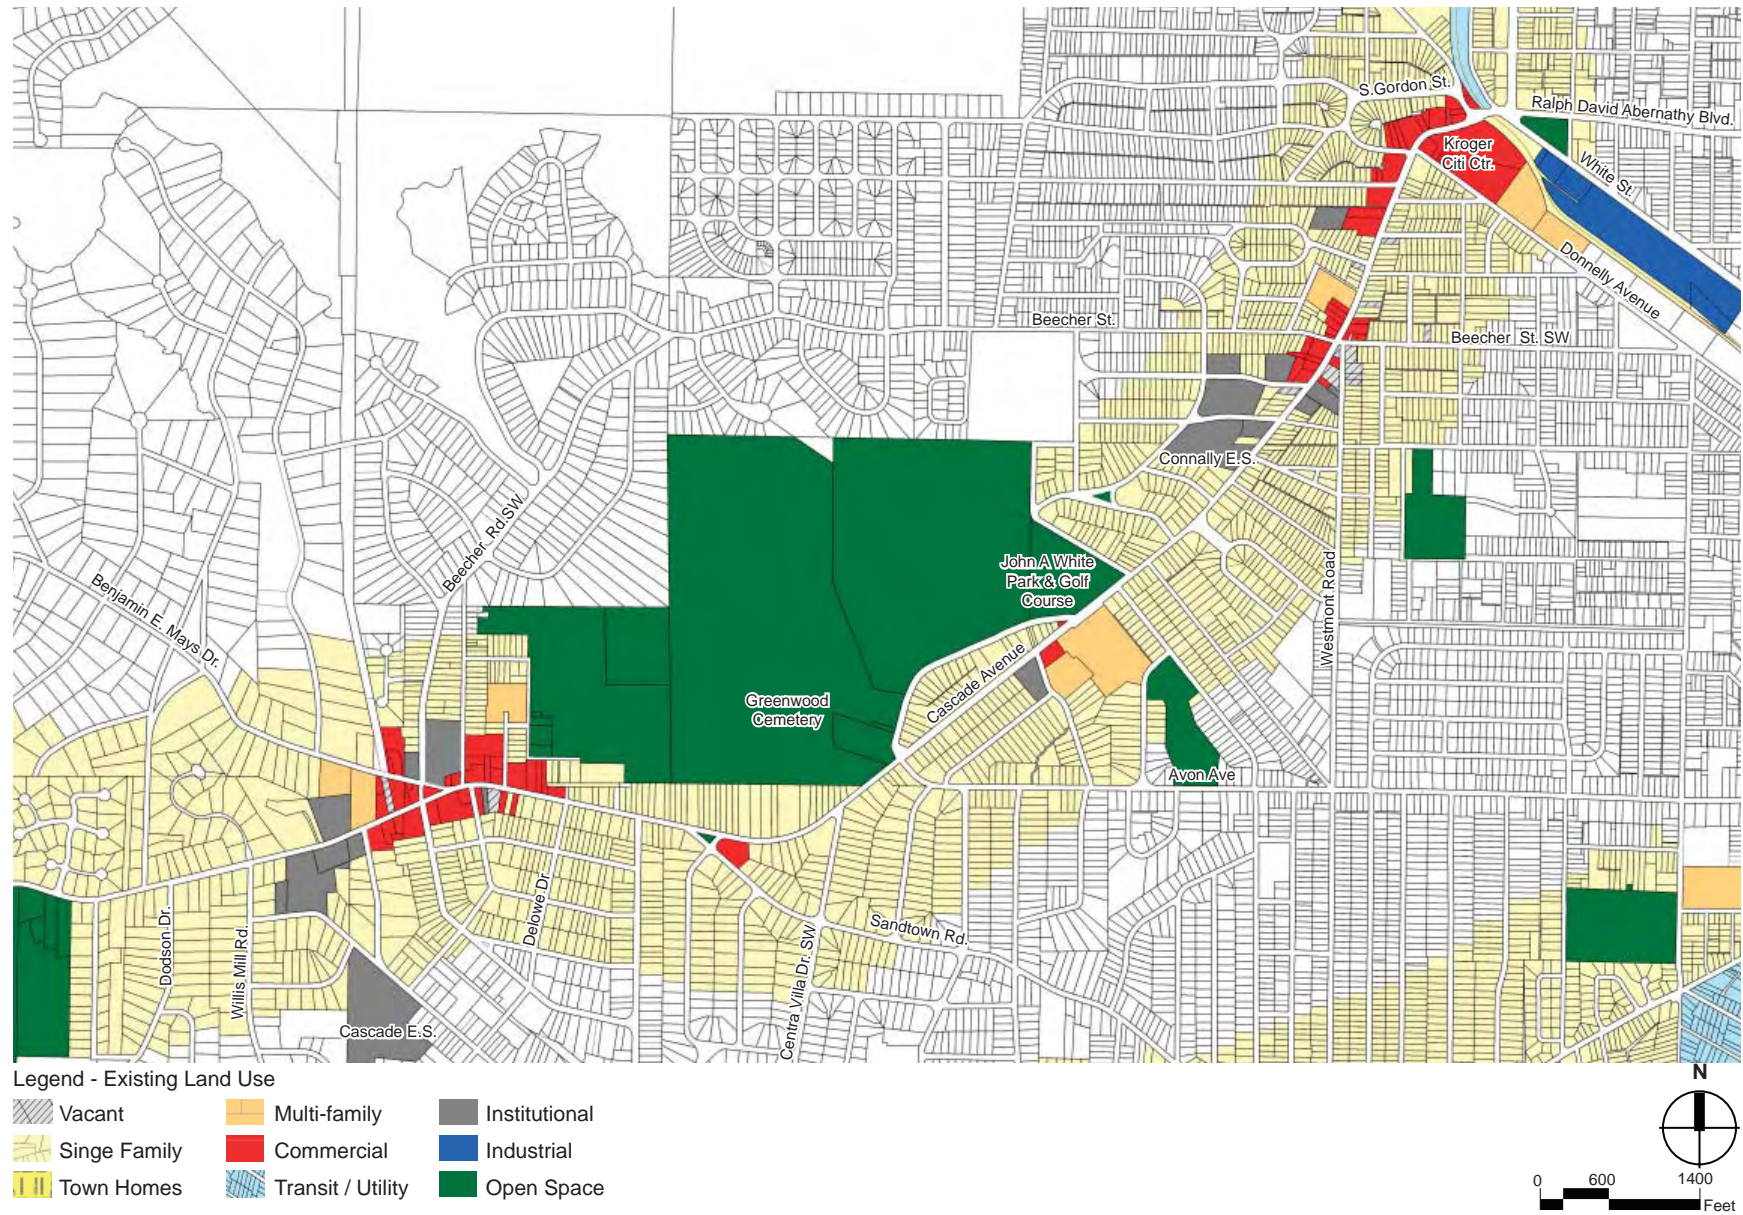 S.Gordon St.
Ralph David Abernathy Blvd.
Kroger
Citi Ctr.
White St.
Donnelly Avenue
Beecher St.
Beecher St. SW
Connally E.S.
Beecher Rd.SW
John A White
Park & Golf
Course
Westmont Road
Benjamin E. Mays Dr.
Cascade Avenue
Greenwood
Cemetery
Avon Ave
Dodson Dr.
Willis Mill Rd.
Delowe Dr.
Sandtown Rd.
Centra Villa Dr. SW
Cascade E.S.
Legend - Existing Land Use
Vacant
Multi-family
Institutional
Singe Family
Commercial
Industrial
Town Homes
Transit / Utility
Open Space
N
0 600 1400
Feet